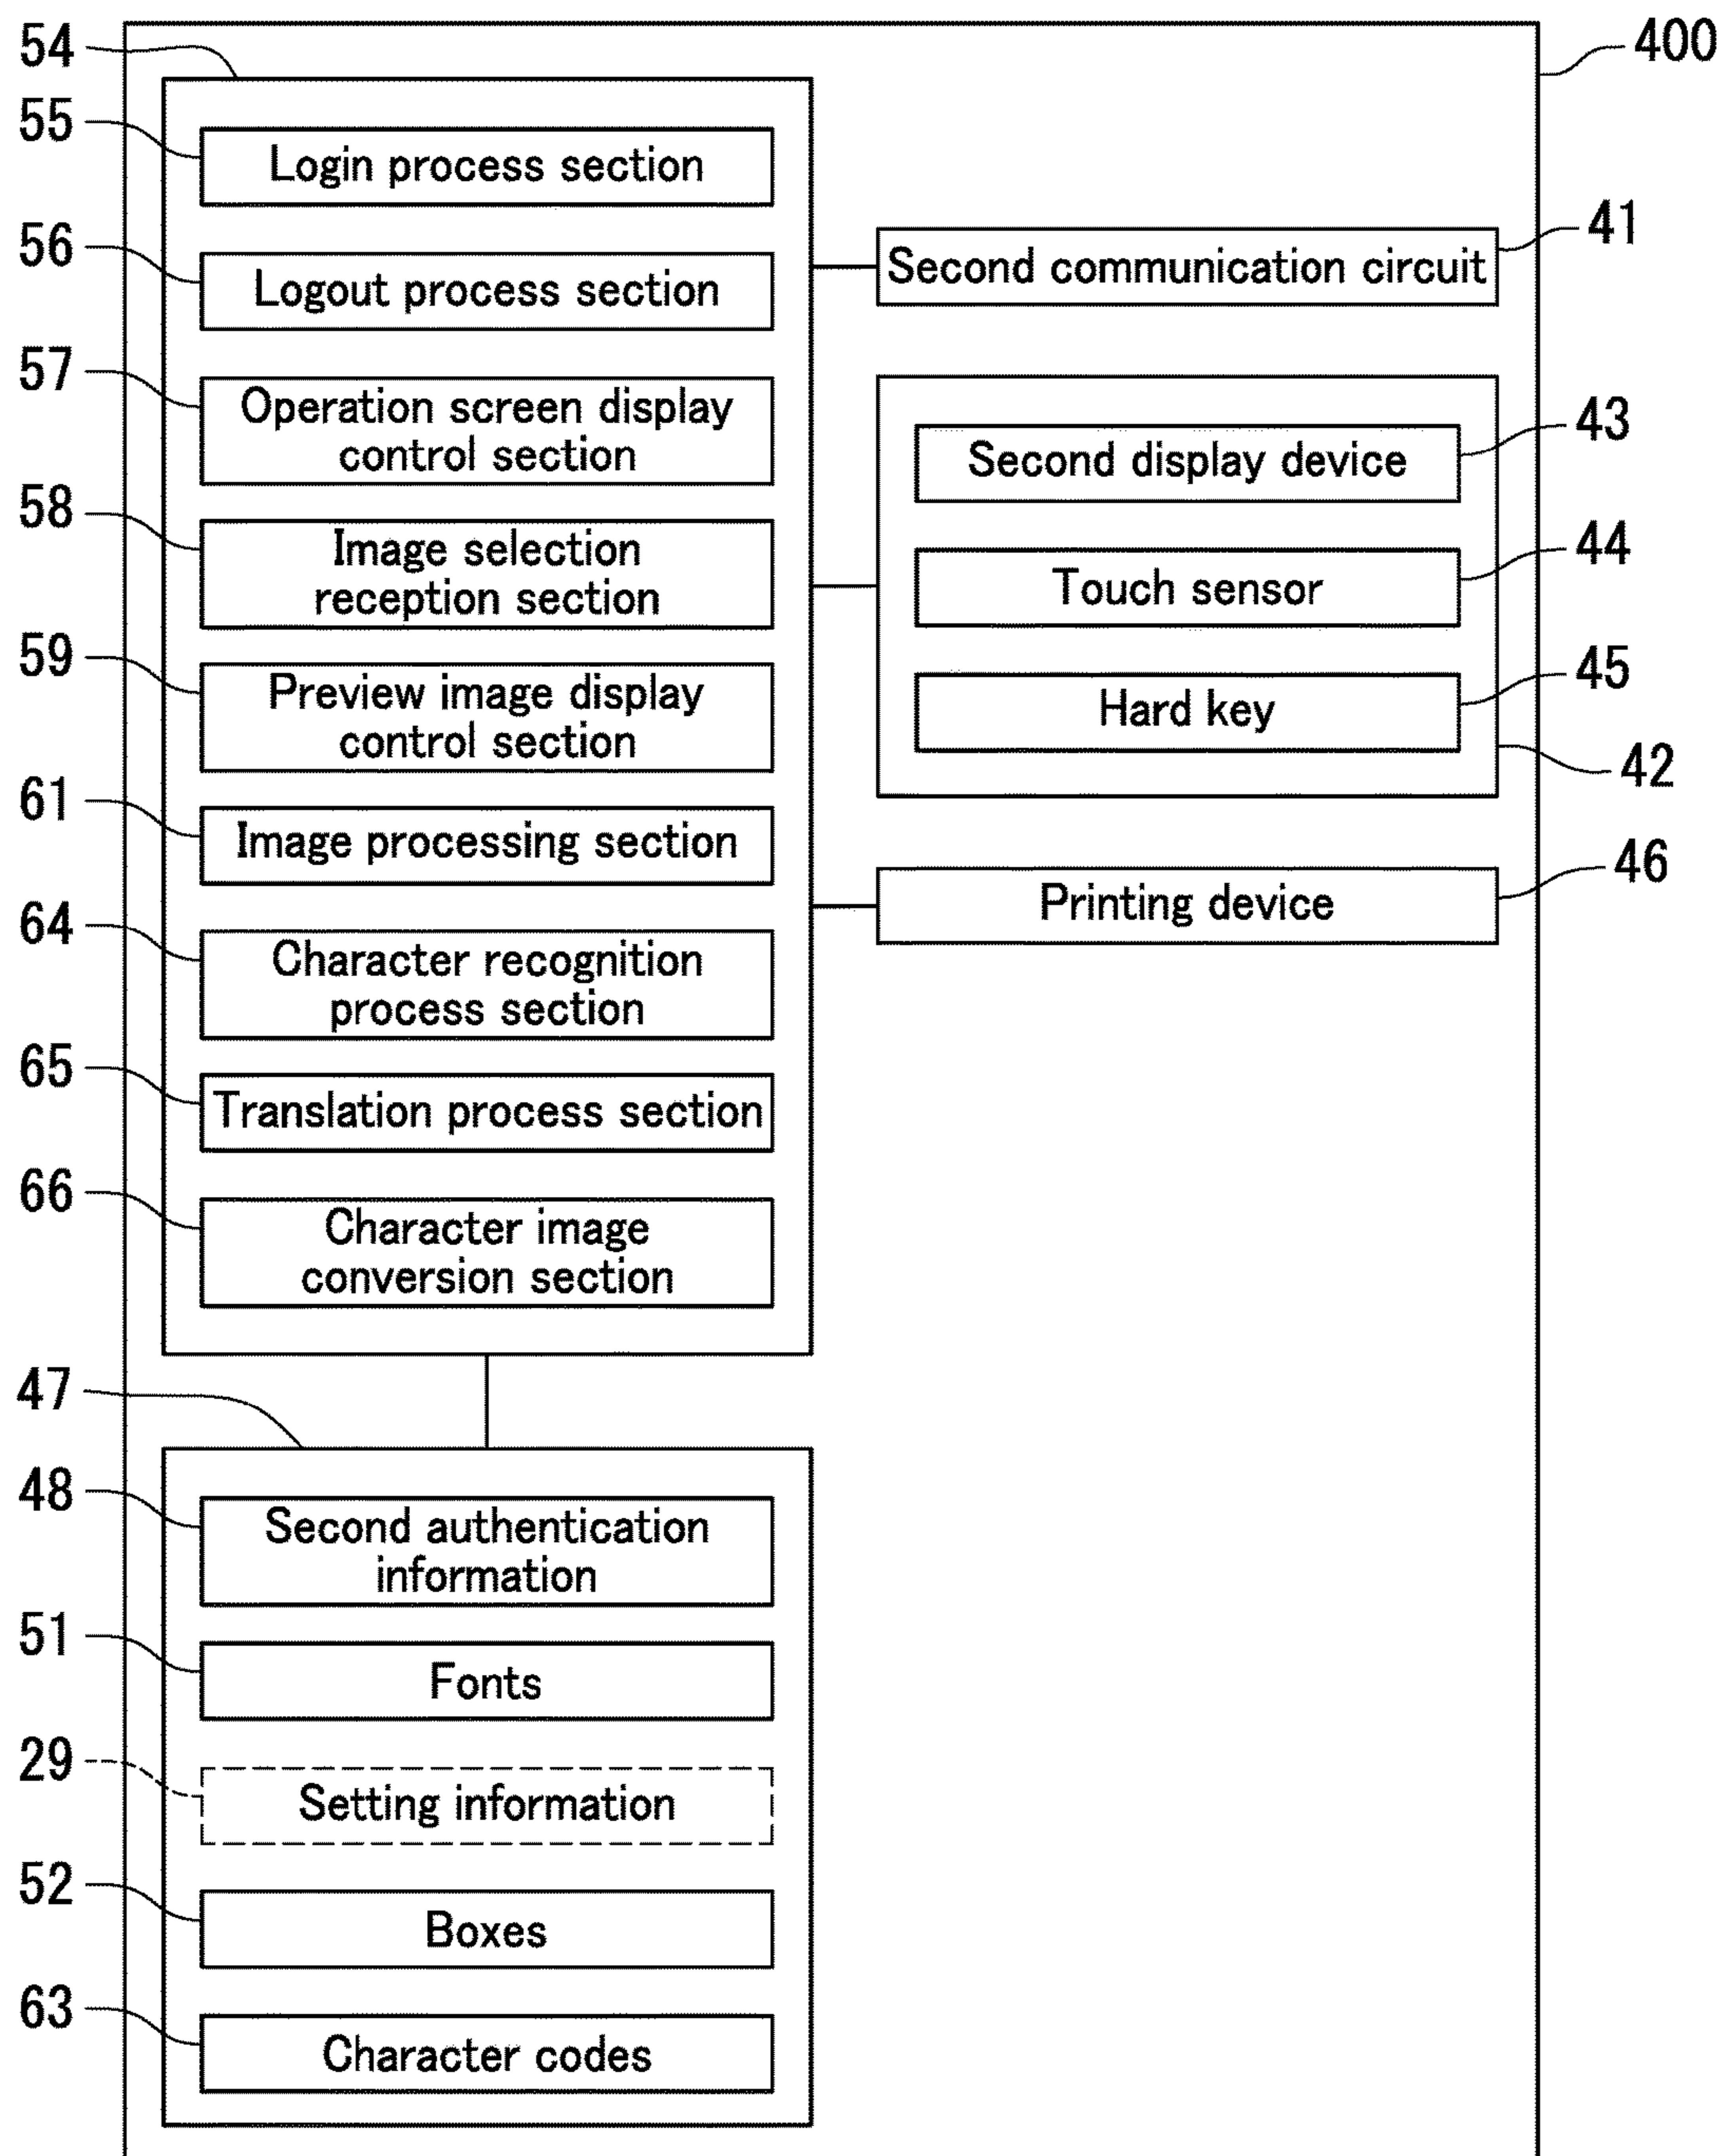 400
54
55
Login process section
56
Logout process section
57
Operation screen display
control section
58
Image selection
reception section
59
Preview image display
control section
61
Image processing section
64
Character recognition
process section
65
Translation process section
66
Character image
conversion section
41
Second communication circuit
43
Second display device
44
Touch sensor
45
Hard key
42
46
Printing device
47
48
Second authentication
information
51
Fonts
29
Setting information
52
Boxes
63
Character codes